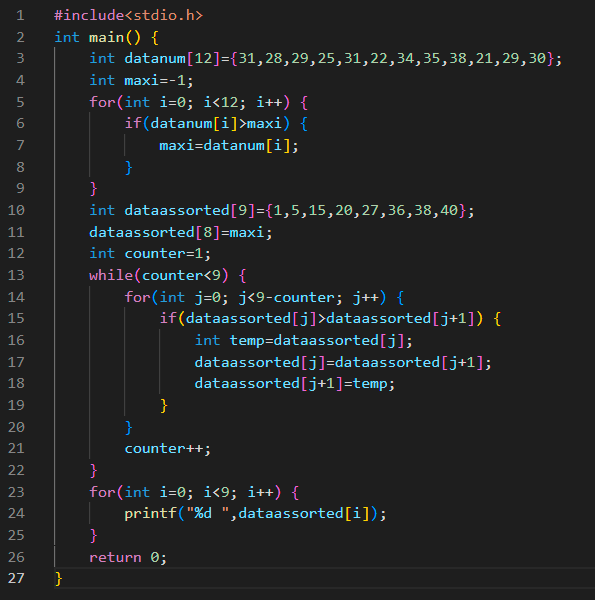 1 #include<stdio.h>
2 int main() {
3     int datanum[12]={31,28,29,25,31,22,34,35,38,21,29,30};
4     int maxi=-1;
5     for(int i=0; i<12; i++) {
6         if(datanum[i]>maxi) {
7             maxi=datanum[i];
8         }
9     }
10     int dataassorted[9]={1,5,15,20,27,36,38,40};
11     dataassorted[8]=maxi;
12     int counter=1;
13     while(counter<9) {
14         for(int j=0; j<9-counter; j++) {
15             if(dataassorted[j]>dataassorted[j+1]) {
16                 int temp=dataassorted[j];
17                 dataassorted[j]=dataassorted[j+1];
18                 dataassorted[j+1]=temp;
19             }
20         }
21         counter++;
22     }
23     for(int i=0; i<9; i++) {
24         printf("%d ",dataassorted[i]);
25     }
26     return 0;
27 }